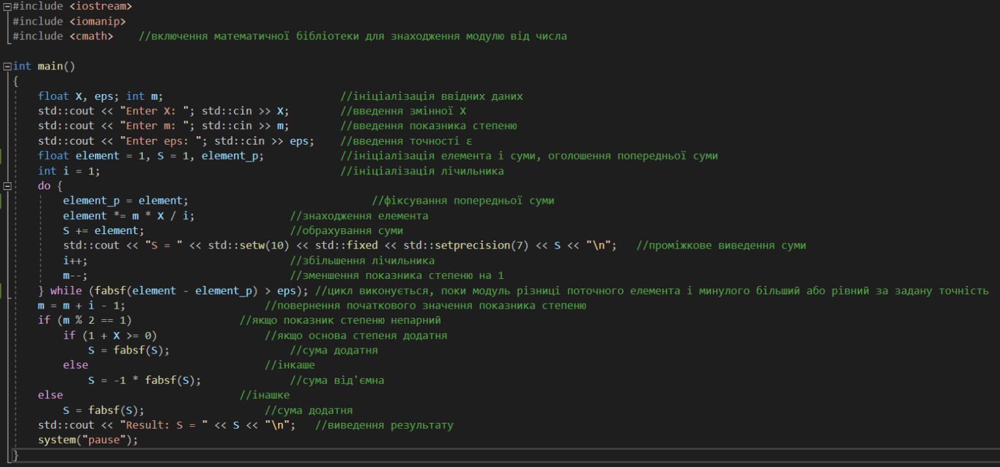 #include <iostream>
#include <iomanip>
#include <cmath>    //включення математичної бібліотеки для знаходження модулю від числа
int main()
{
    float X, eps; int m;                            //ініціалізація ввідних даних
    std::cout << "Enter X: "; std::cin >> X;        //введення змінної X
    std::cout << "Enter m: "; std::cin >> m;        //введення показника степеню
    std::cout << "Enter eps: "; std::cin >> eps;    //введення точності ε
    float element = 1, S = 1, element_p;            //ініціалізація елемента і суми, оголошення попередньої суми
    int i = 1;                                      //ініціалізація лічильника
    do {
        element_p = element;                             //фіксування попередньої суми
        element *= m * X / i;               //знаходження елемента
        S += element;                       //обрахування суми
        std::cout << "S = " << std::setw(10) << std::fixed << std::setprecision(7) << S << "\n";   //проміжкове виведення суми
        i++;                                //збільшення лічильника
        m--;                                //зменшення показника степеню на 1
    } while (fabsf(element - element_p) > eps); //цикл виконується, поки модуль різниці поточного елемента і минулого більший або рівний за задану точність
    m = m + i - 1;                      //повернення початкового значення показника степеню
    if (m % 2 == 1)                 //якщо показник степеню непарний
        if (1 + X >= 0)                 //якщо основа степеня додатня
            S = fabsf(S);                   //сума додатня
        else                            //інкаше
            S = -1 * fabsf(S);              //сума від'ємна
    else                            //інашке
        S = fabsf(S);                   //сума додатня
    std::cout << "Result: S = " << S << "\n";   //виведення результату
    system("pause");
}